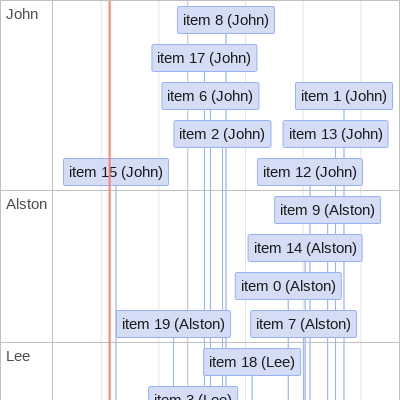 John
item 8 (John)
item 17 (John)
item 6 (John)
item 1 (John)
item 2 (John)
item 13 (John)
item 15 (John)
item 12 (John)
Alston
item 9 (Alston)
item 14 (Alston)
item 0 (Alston)
item 19 (Alston)
item 7 (Alston)
Lee
item 18 (Lee)
item 3 (Lee)